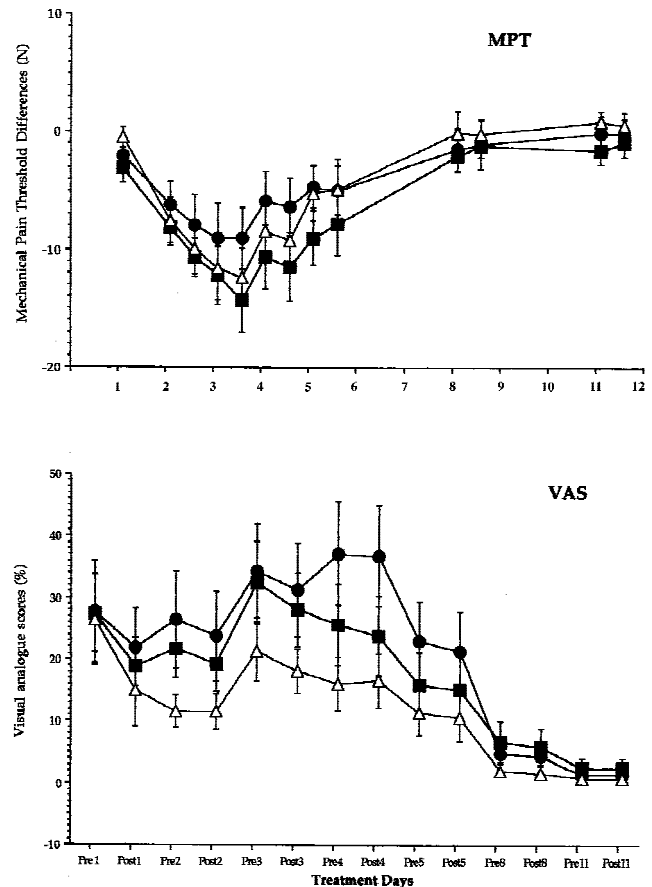 MPT
Mechanical Pain Threshold Differences (N)
10
0
-10
-20
1 2 3 4 5 6 7 8 9 10 11 12
VAS
Visual analogue scores (%)
50
40
30
20
10
0
-10
Pre1 Post1 Pre2 Post2 Pre3 Post3 Pre4 Post4 Pre5 Post5 Pre8 Post8 Pre11 Post11
Treatment Days